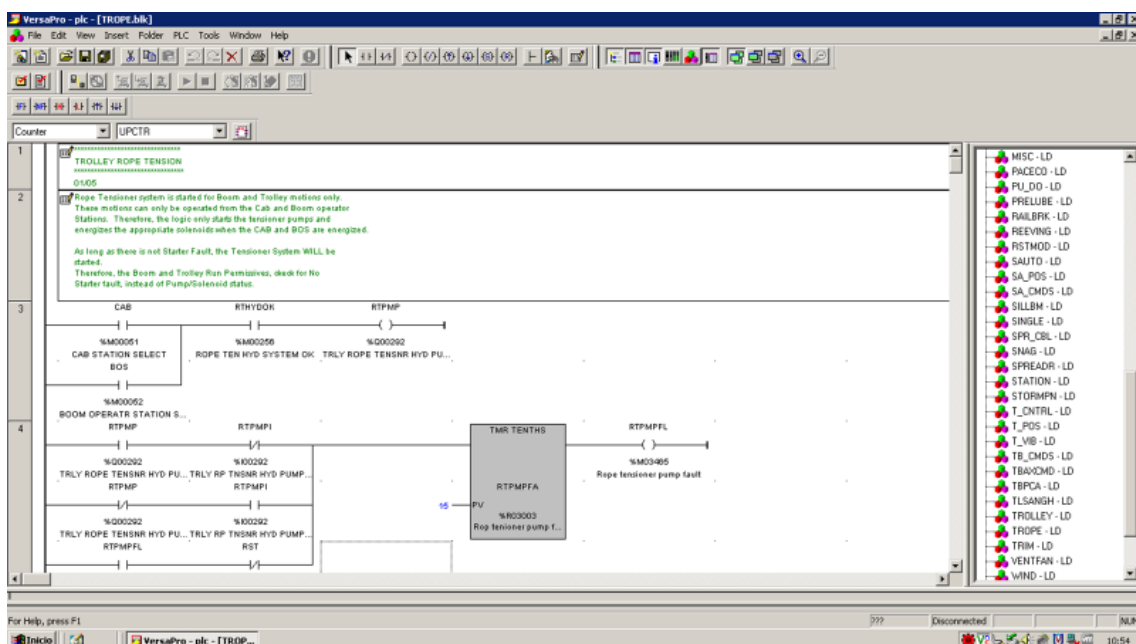 VersaPro - plc - [TROPE.blk]
File Edit View Insert Folder PLC Tools Window Help
Counter
UPCTR
1
TROLLEY ROPE TENSION
01/05
2
Rope Tensioner system is started for Boom and Trolley motions only.
These motions can only be operated from the Cab and Boom operator
Stations. Therefore, the logic only starts the tensioner pumps and
energizes the appropriate solenoids when the CAB and BOS are energized.
As long as there is not Starter Fault, the Tensioner System WILL be
started.
Therefore, the Boom and Trolley Run Permissives, check for No
Starter fault, instead of Pump/Solenoid status.
3
CAB RTHYDOK RTPMP
%M00051 %M00256 %Q00292
CAB STATION SELECT ROPE TEN HYD SYSTEM OK TRLY ROPE TENSNR HYD PU...
BOS
%M00052
BOOM OPERATR STATION S...
4
RTPMP RTPMPI TMR TENTHS RTPMPFL
%Q00292 %I00292 %M03465
TRLY ROPE TENSNR HYD PU... TRLY RP TNSNR HYD PUMP... Rope tensioner pump fault
RTPMP RTPMPI RTPMPFA
15 PV
%Q00292 %I00292 %R03003
TRLY ROPE TENSNR HYD PU... TRLY RP TNSNR HYD PUMP... Rop tenioner pump f...
RTPMPFL RST
MISC - LD
PACECO - LD
PU_DO - LD
PRELUBE - LD
RAILBRK - LD
REEVING - LD
RSTMOD - LD
SAUTO - LD
SA_POS - LD
SA_CMDS - LD
SILLBM - LD
SINGLE - LD
SPR_CBL - LD
SNAG - LD
SPREADR - LD
STATION - LD
STORMPN - LD
T_CNTRL - LD
T_POS - LD
T_VIB - LD
TB_CMDS - LD
TBAXCMD - LD
TBPCA - LD
TLSANGH - LD
TROLLEY - LD
TROPE - LD
TRIM - LD
VENTFAN - LD
WIND - LD
For Help, press F1
???
Disconnected
NUM
Inicio
VersaPro - plc - [TROP...
10:54